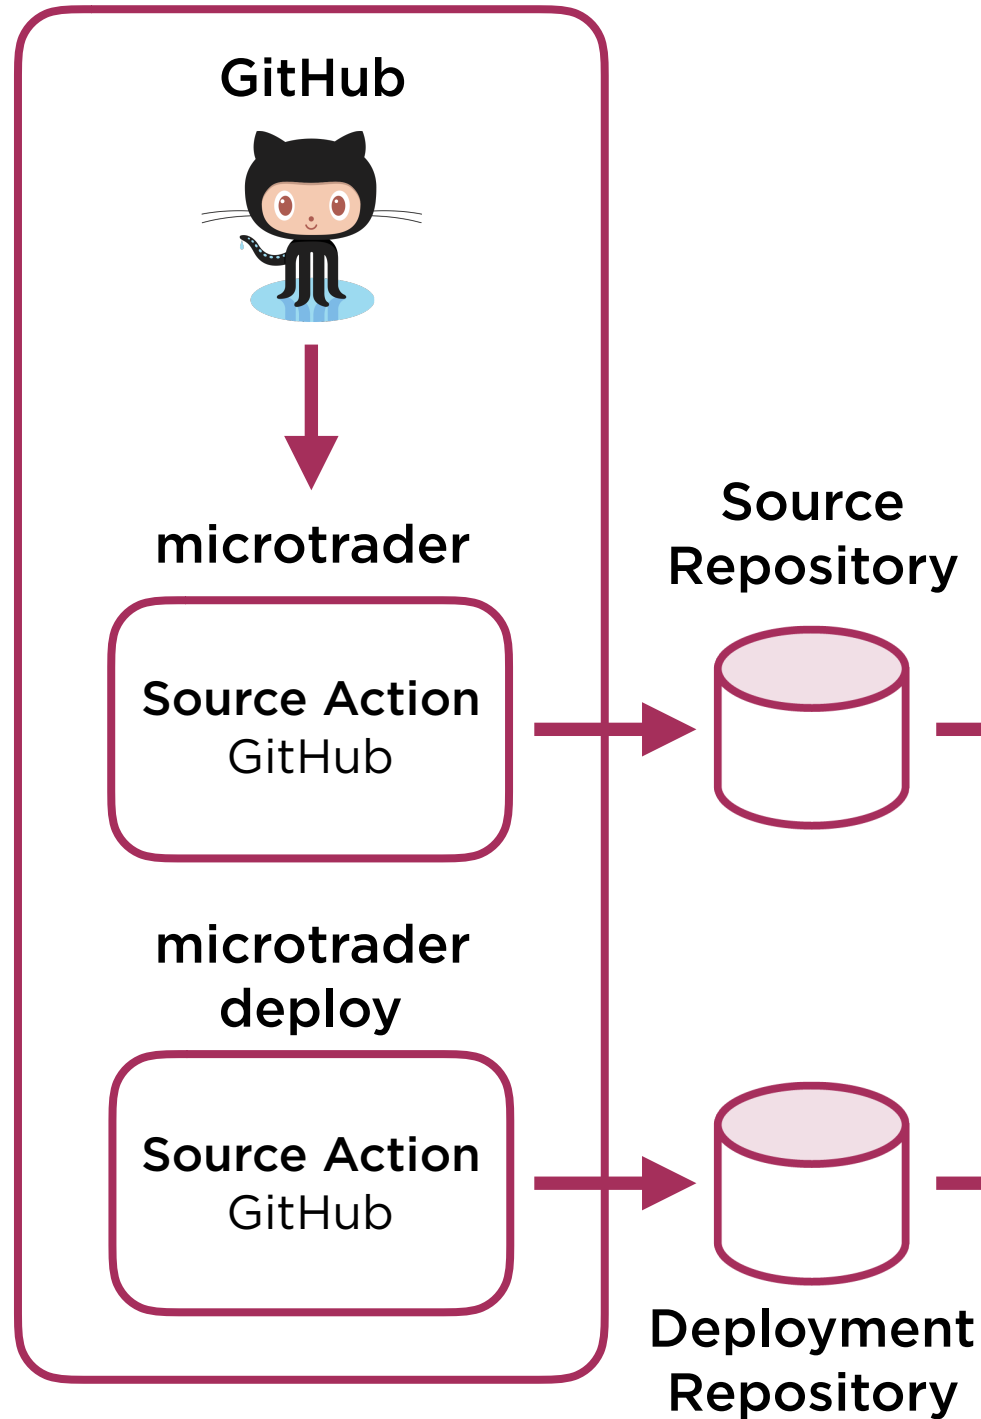 GitHub
microtrader
Source Action
GitHub
Source
Repository
microtrader
deploy
Source Action
GitHub
Deployment
Repository